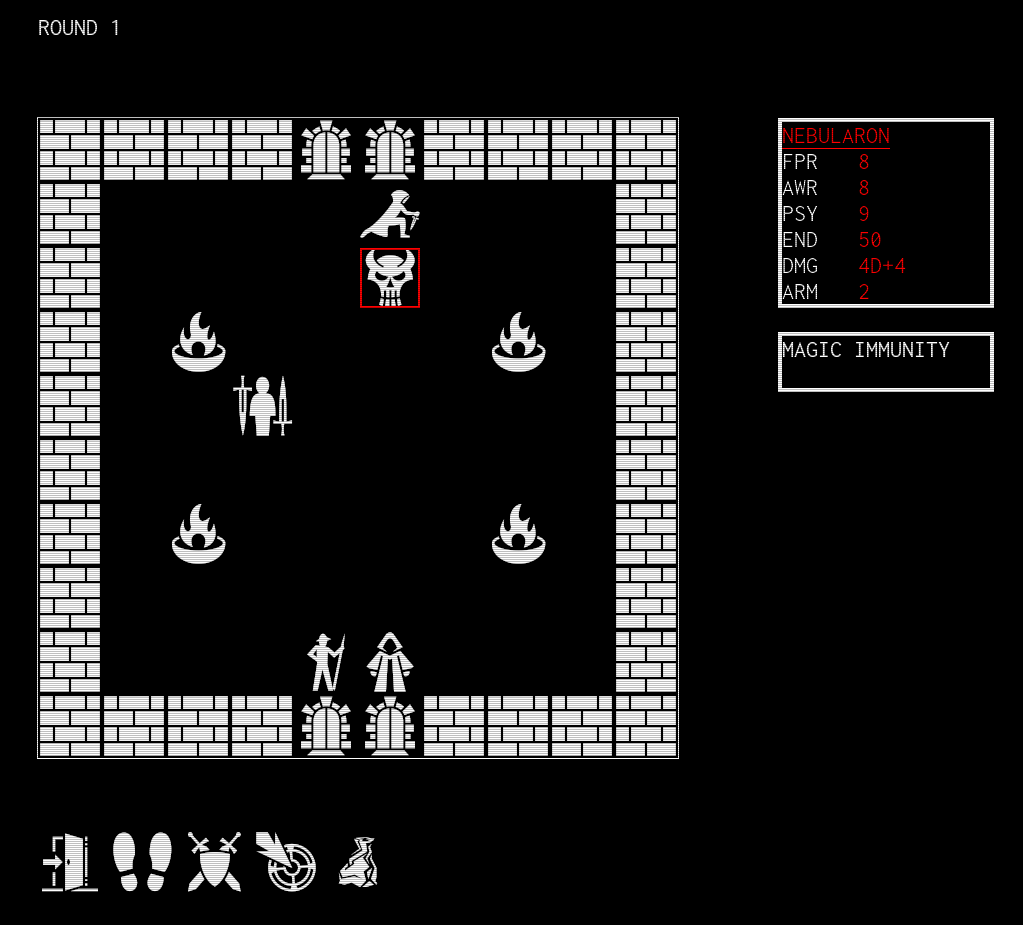 ROUND 1
NEBULARON
FPR 8
AWR 8
PSY 9
END 50
DMG 4D+4
ARM 2
MAGIC IMMUNITY